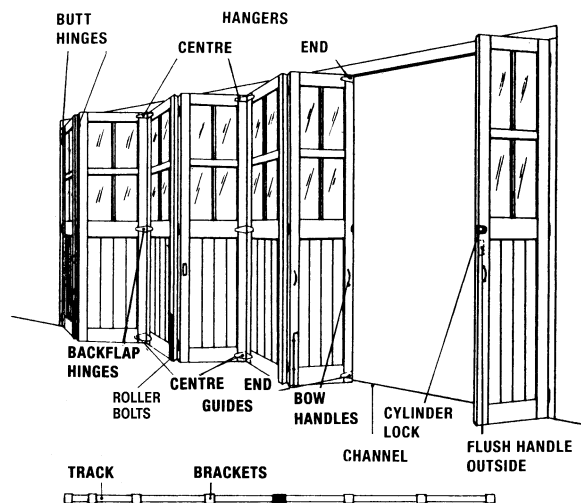 BUTT
HINGES
HANGERS
CENTRE
END
BACKFLAP
HINGES
ROLLER
BOLTS
CENTRE
END
GUIDES
BOW
HANDLES
CHANNEL
CYLINDER
LOCK
FLUSH HANDLE
OUTSIDE
TRACK
BRACKETS